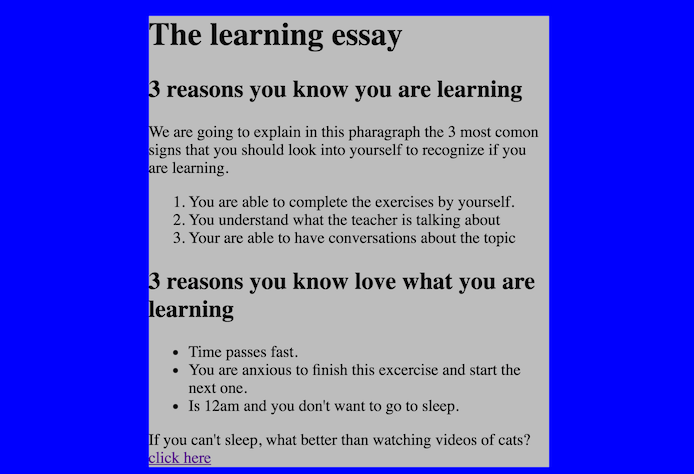 The learning essay
3 reasons you know you are learning
We are going to explain in this pharagraph the 3 most comon
signs that you should look into yourself to recognize if you
are learning.
1. You are able to complete the exercises by yourself.
2. You understand what the teacher is talking about
3. Your are able to have conversations about the topic
3 reasons you know love what you are
learning
• Time passes fast.
• You are anxious to finish this excercise and start the
next one.
• Is 12am and you don't want to go to sleep.
If you can't sleep, what better than watching videos of cats?
click here